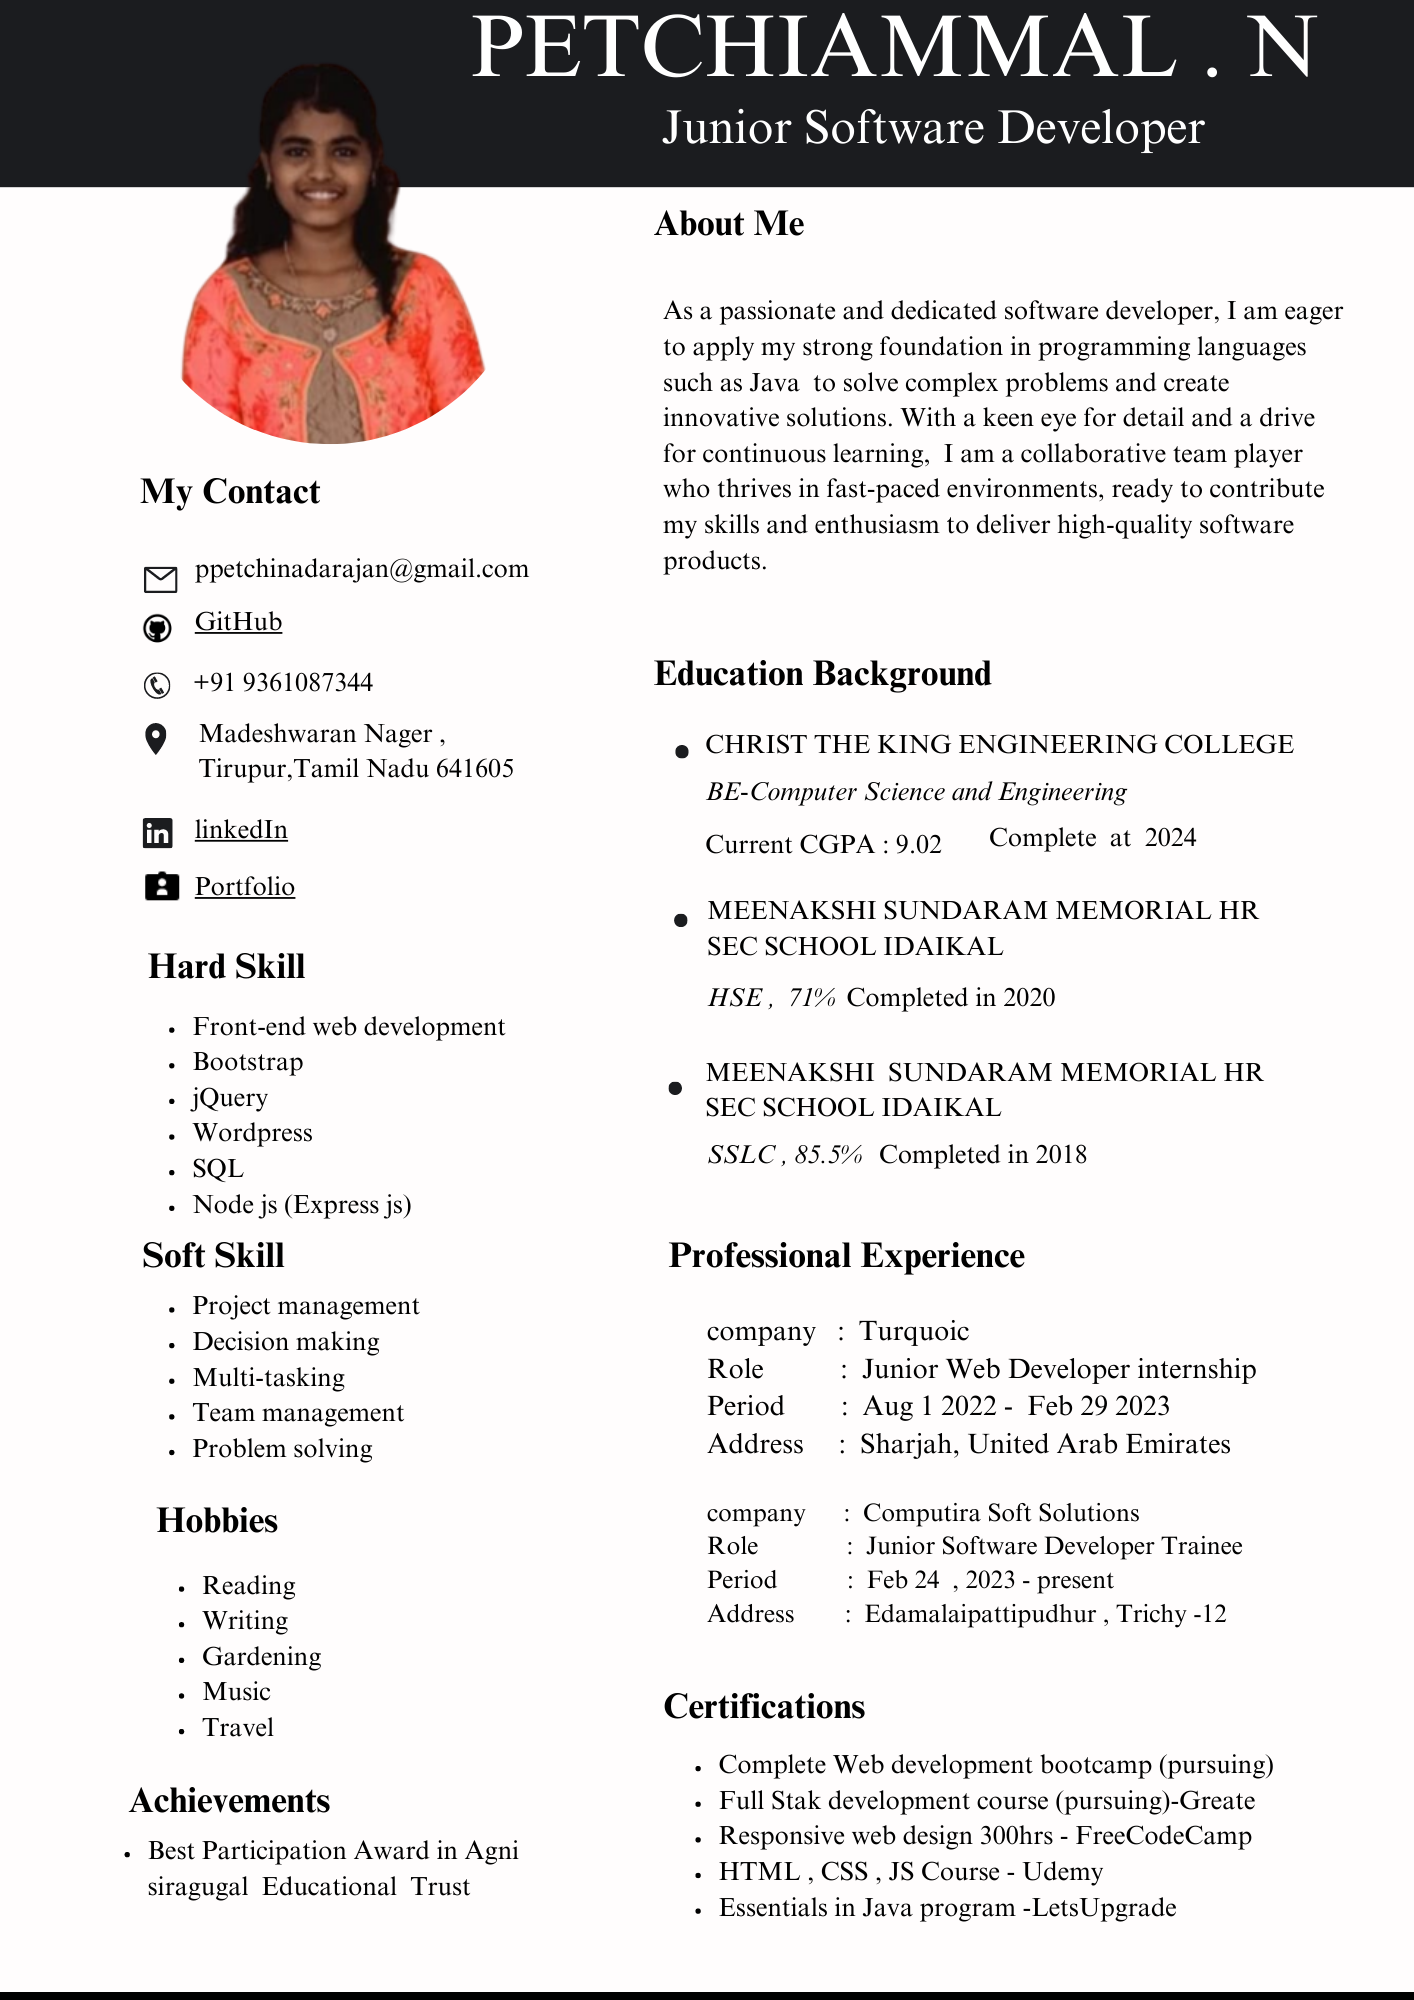 PETCHIAMMAL . N
Junior Software Developer
My Contact
ppetchinadarajan@gmail.com
GitHub
+91 9361087344
Madeshwaran Nager ,
Tirupur,Tamil Nadu 641605
linkedIn
Portfolio
Hard Skill
• Front-end web development
• Bootstrap
• jQuery
• Wordpress
• SQL
• Node js (Express js)
Soft Skill
• Project management
• Decision making
• Multi-tasking
• Team management
• Problem solving
Hobbies
• Reading
• Writing
• Gardening
• Music
• Travel
Achievements
• Best Participation Award in Agni
siragugal Educational Trust
About Me
As a passionate and dedicated software developer, I am eager
to apply my strong foundation in programming languages
such as Java to solve complex problems and create
innovative solutions. With a keen eye for detail and a drive
for continuous learning, I am a collaborative team player
who thrives in fast-paced environments, ready to contribute
my skills and enthusiasm to deliver high-quality software
products.
Education Background
• CHRIST THE KING ENGINEERING COLLEGE
BE-Computer Science and Engineering
Current CGPA : 9.02 Complete at 2024
• MEENAKSHI SUNDARAM MEMORIAL HR
SEC SCHOOL IDAIKAL
HSE , 71% Completed in 2020
• MEENAKSHI SUNDARAM MEMORIAL HR
SEC SCHOOL IDAIKAL
SSLC , 85.5% Completed in 2018
Professional Experience
company : Turquoic
Role : Junior Web Developer internship
Period : Aug 1 2022 - Feb 29 2023
Address : Sharjah, United Arab Emirates
company : Computira Soft Solutions
Role : Junior Software Developer Trainee
Period : Feb 24 , 2023 - present
Address : Edamalaipattipudhur , Trichy -12
Certifications
• Complete Web development bootcamp (pursuing)
• Full Stak development course (pursuing)-Greate
• Responsive web design 300hrs - FreeCodeCamp
• HTML , CSS , JS Course - Udemy
• Essentials in Java program -LetsUpgrade